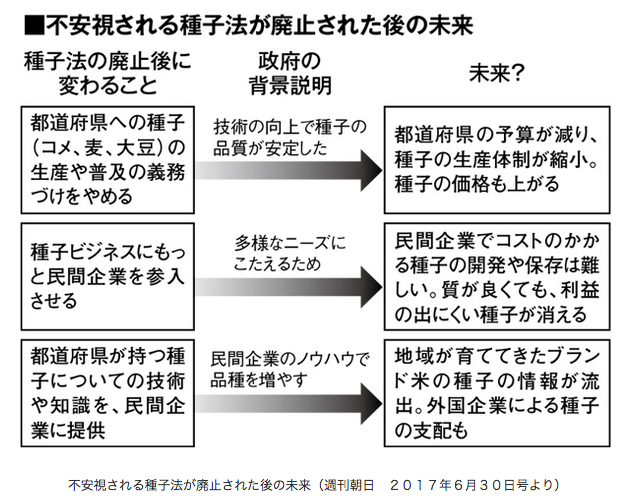 ■不安視される種子法が廃止された後の未来
種子法の廃止後に
変わること
政府の
背景説明
未来？
都道府県への種子
（コメ、麦、大豆）の
生産や普及の義務
づけをやめる
技術の向上で種子の
品質が安定した
都道府県の予算が減り、
種子の生産体制が縮小。
種子の価格も上がる
種子ビジネスにもっ
と民間企業を参入
させる
多様なニーズに
こたえるため
民間企業でコストのかか
る種子の開発や保存は難
しい。質が良くても、利益
の出にくい種子が消える
都道府県が持つ種
子についての技術
や知識を、民間企
業に提供
民間企業のノウハウで
品種を増やす
地域が育ててきたブラン
ド米の種子の情報が流
出。外国企業による種子
の支配も
不安視される種子法が廃止された後の未来（週刊朝日　２０１７年６月３０日号より）